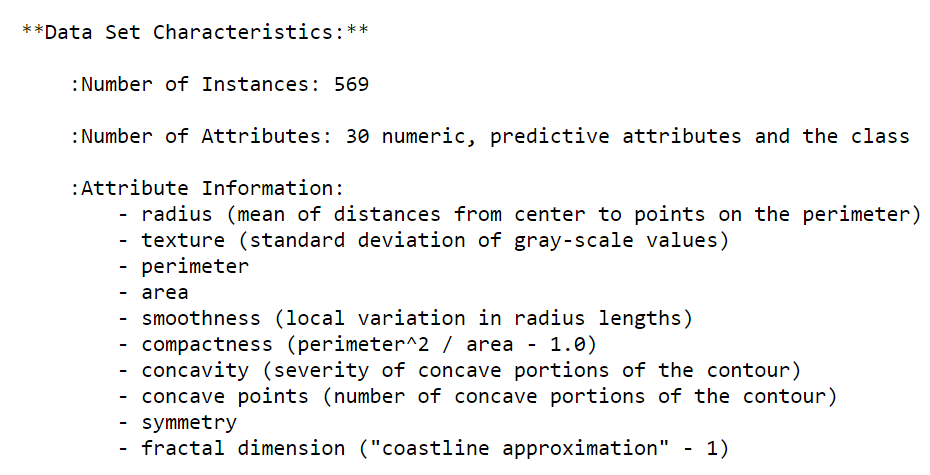 **Data Set Characteristics:**
:Number of Instances: 569
:Number of Attributes: 30 numeric, predictive attributes and the class
:Attribute Information:
- radius (mean of distances from center to points on the perimeter)
- texture (standard deviation of gray-scale values)
- perimeter
- area
- smoothness (local variation in radius lengths)
- compactness (perimeter^2 / area - 1.0)
- concavity (severity of concave portions of the contour)
- concave points (number of concave portions of the contour)
- symmetry
- fractal dimension ("coastline approximation" - 1)